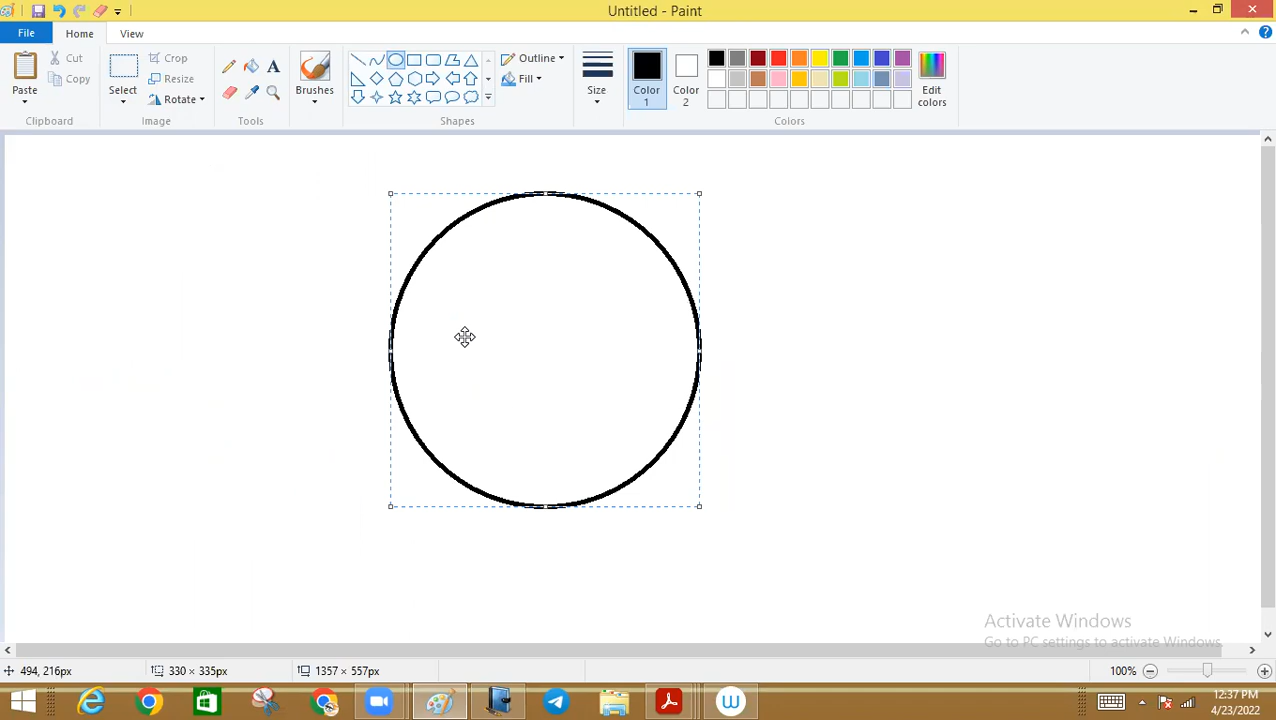 Untitled - Paint
File
Home
View
Paste
Cut
Copy
Clipboard
Select
Crop
Resize
Rotate
Image
A
Tools
Brushes
Shapes
Outline
Fill
Size
Color
1
Color
2
Edit
colors
Colors
Activate Windows
Go to PC settings to activate Windows.
494, 216px
330 × 335px
1357 × 557px
100%
W
12:37 PM
4/23/2022